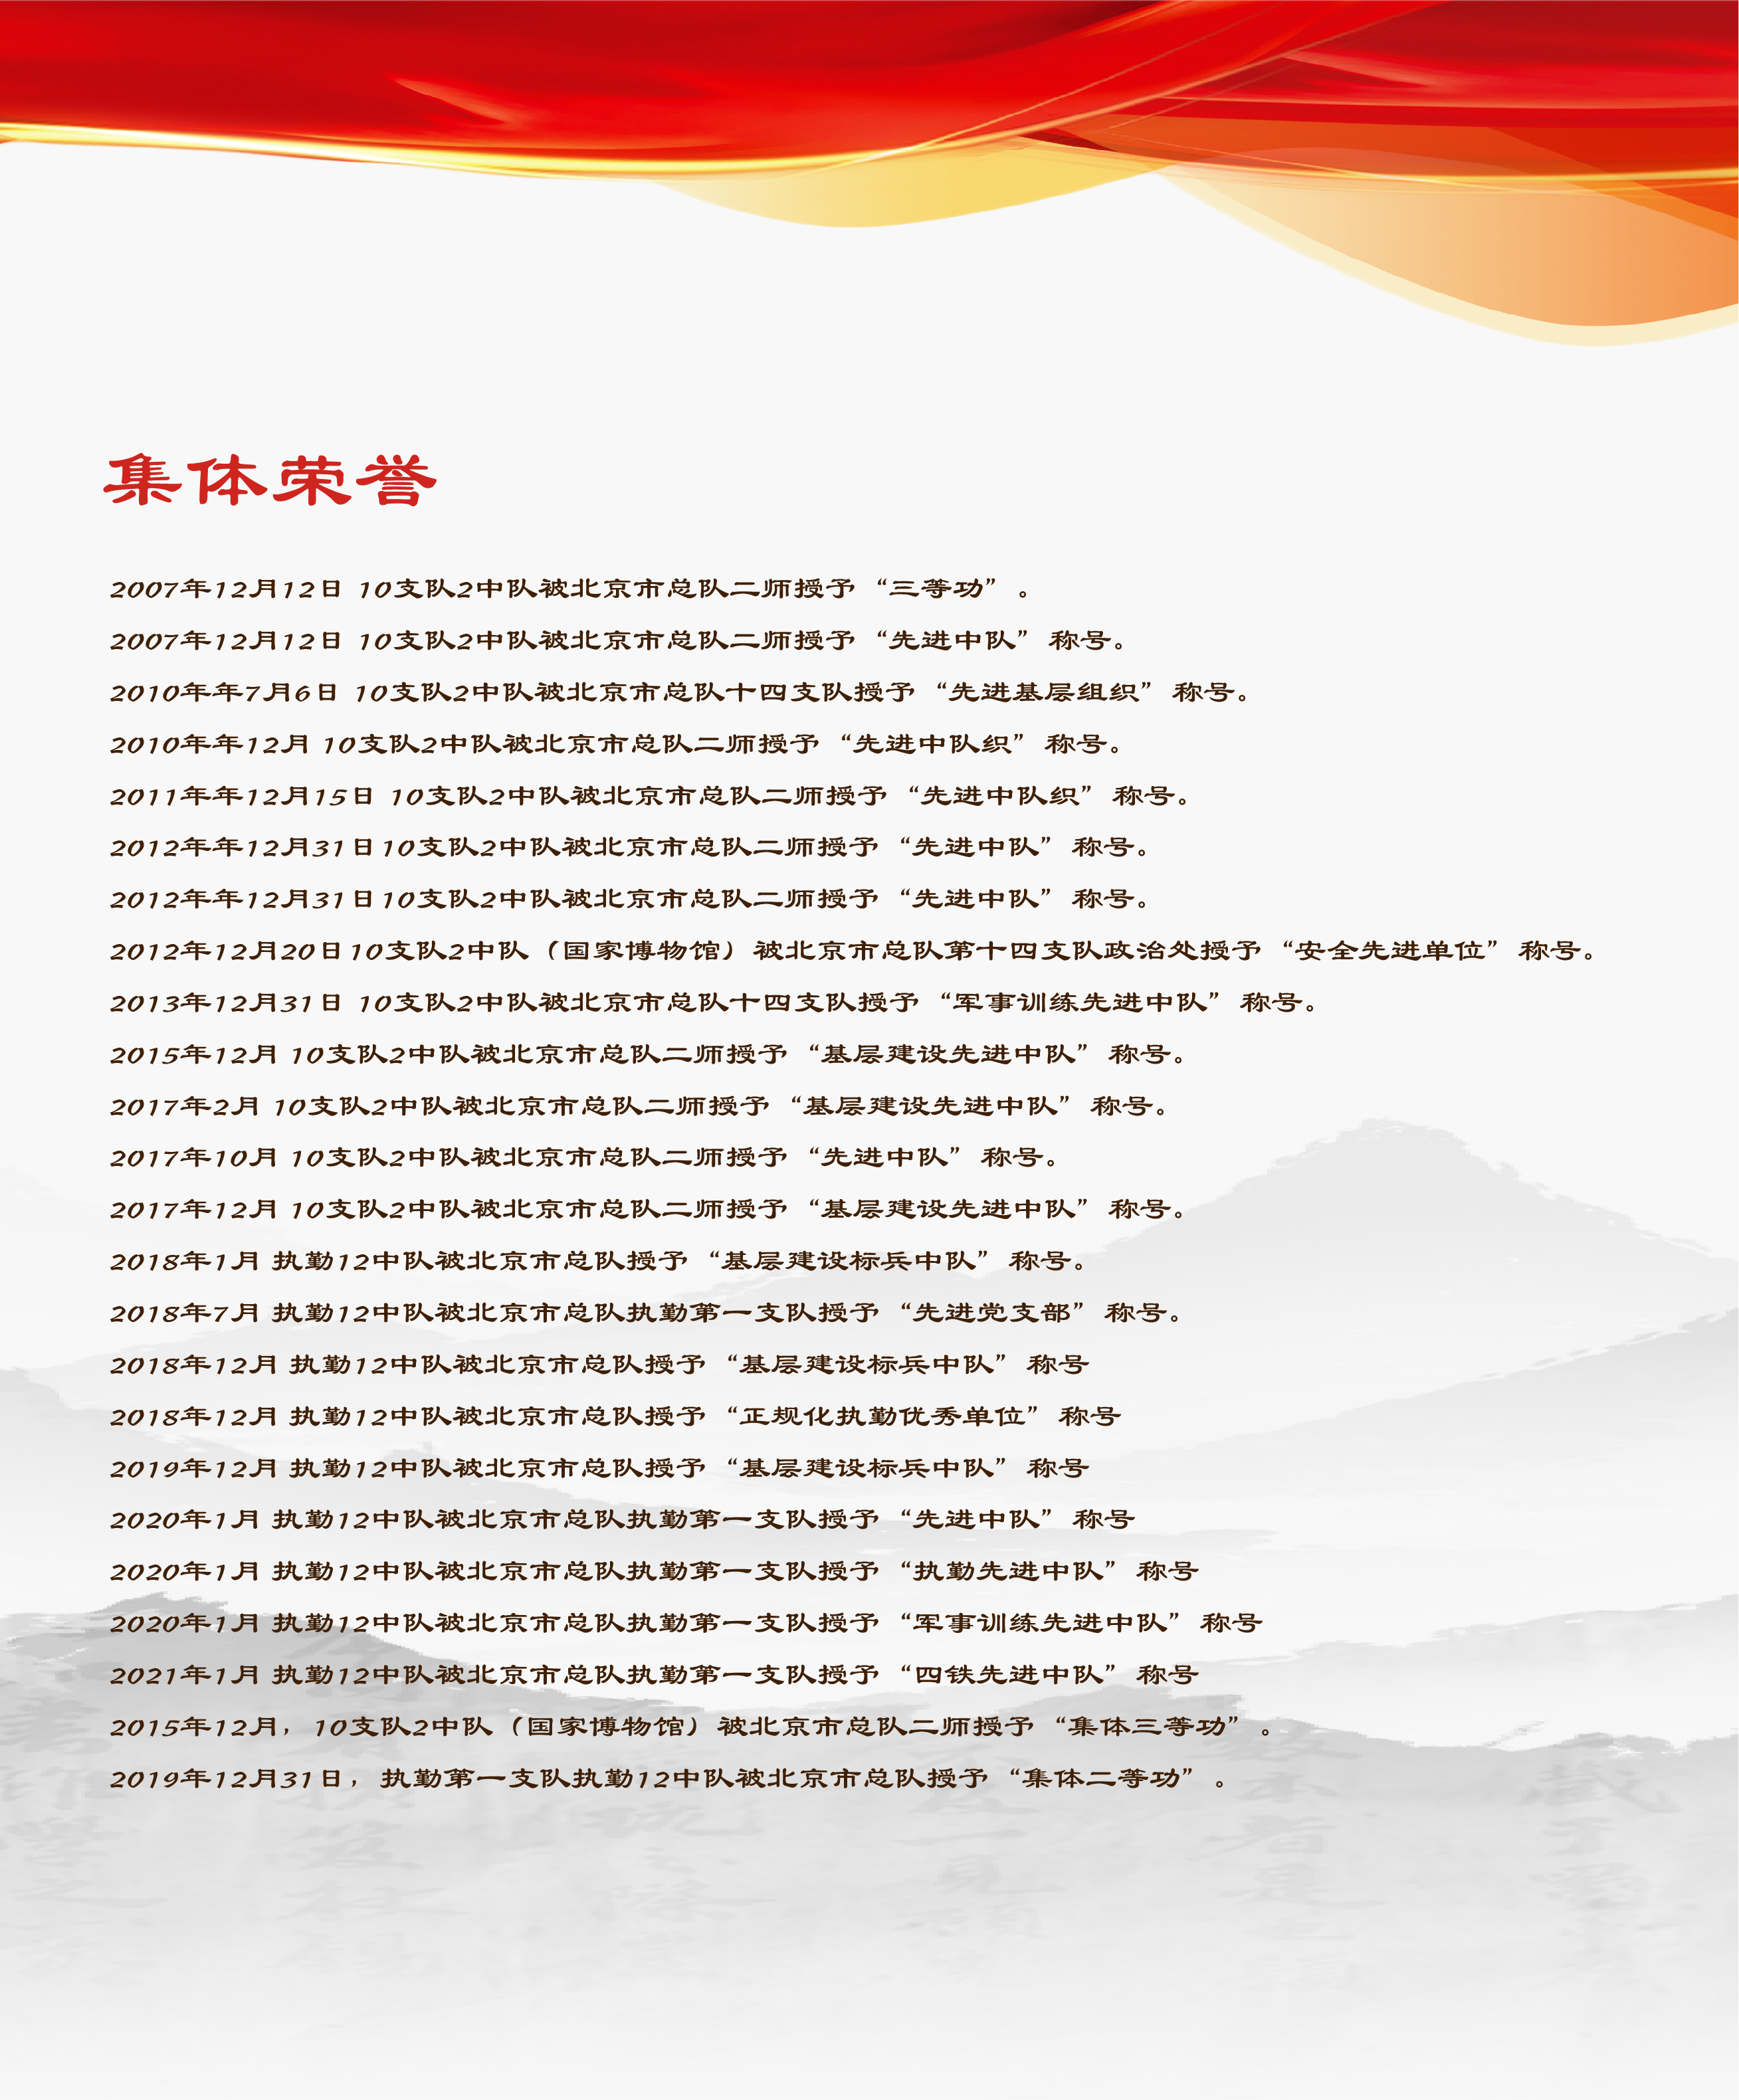 集体荣誉
2007年12月12日 10支队2中队被北京市总队二师授予“三等功”。
2007年12月12日 10支队2中队被北京市总队二师授予“先进中队”称号。
2010年年7月6日 10支队2中队被北京市总队十四支队授予“先进基层组织”称号。
2010年年12月 10支队2中队被北京市总队二师授予“先进中队织”称号。
2011年年12月15日 10支队2中队被北京市总队二师授予“先进中队织”称号。
2012年年12月31日10支队2中队被北京市总队二师授予“先进中队”称号。
2012年年12月31日10支队2中队被北京市总队二师授予“先进中队”称号。
2012年12月20日10支队2中队（国家博物馆）被北京市总队第十四支队政治处授予“安全先进单位”称号。
2013年12月31日 10支队2中队被北京市总队十四支队授予“军事训练先进中队”称号。
2015年12月 10支队2中队被北京市总队二师授予“基层建设先进中队”称号。
2017年2月 10支队2中队被北京市总队二师授予“基层建设先进中队”称号。
2017年10月 10支队2中队被北京市总队二师授予“先进中队”称号。
2017年12月 10支队2中队被北京市总队二师授予“基层建设先进中队”称号。
2018年1月 执勤12中队被北京市总队授予“基层建设标兵中队”称号。
2018年7月 执勤12中队被北京市总队执勤第一支队授予“先进党支部”称号。
2018年12月 执勤12中队被北京市总队授予“基层建设标兵中队”称号
2018年12月 执勤12中队被北京市总队授予“正规化执勤优秀单位”称号
2019年12月 执勤12中队被北京市总队授予“基层建设标兵中队”称号
2020年1月 执勤12中队被北京市总队执勤第一支队授予“先进中队”称号
2020年1月 执勤12中队被北京市总队执勤第一支队授予“执勤先进中队”称号
2020年1月 执勤12中队被北京市总队执勤第一支队授予“军事训练先进中队”称号
2021年1月 执勤12中队被北京市总队执勤第一支队授予“四铁先进中队”称号
2015年12月，10支队2中队（国家博物馆）被北京市总队二师授予“集体三等功”。
2019年12月31日，执勤第一支队执勤12中队被北京市总队授予“集体二等功”。